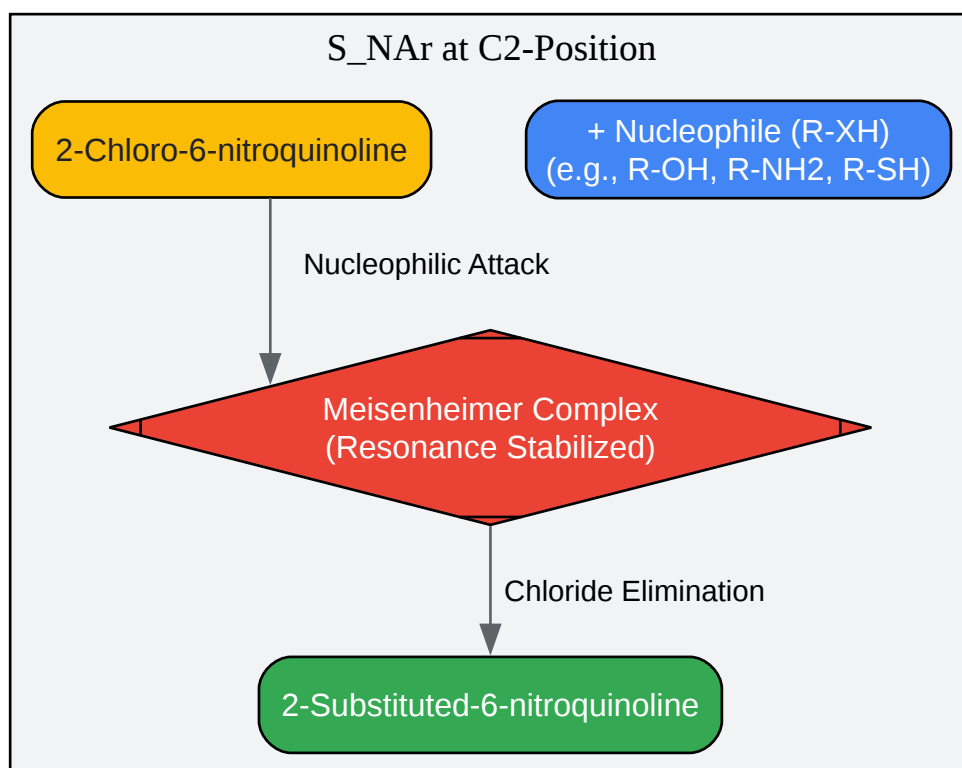 S_NAr at C2-Position
2-Chloro-6-nitroquinoline
+ Nucleophile (R-XH)
(e.g., R-OH, R-NH2, R-SH)
Nucleophilic Attack
Meisenheimer Complex
(Resonance Stabilized)
Chloride Elimination
2-Substituted-6-nitroquinoline